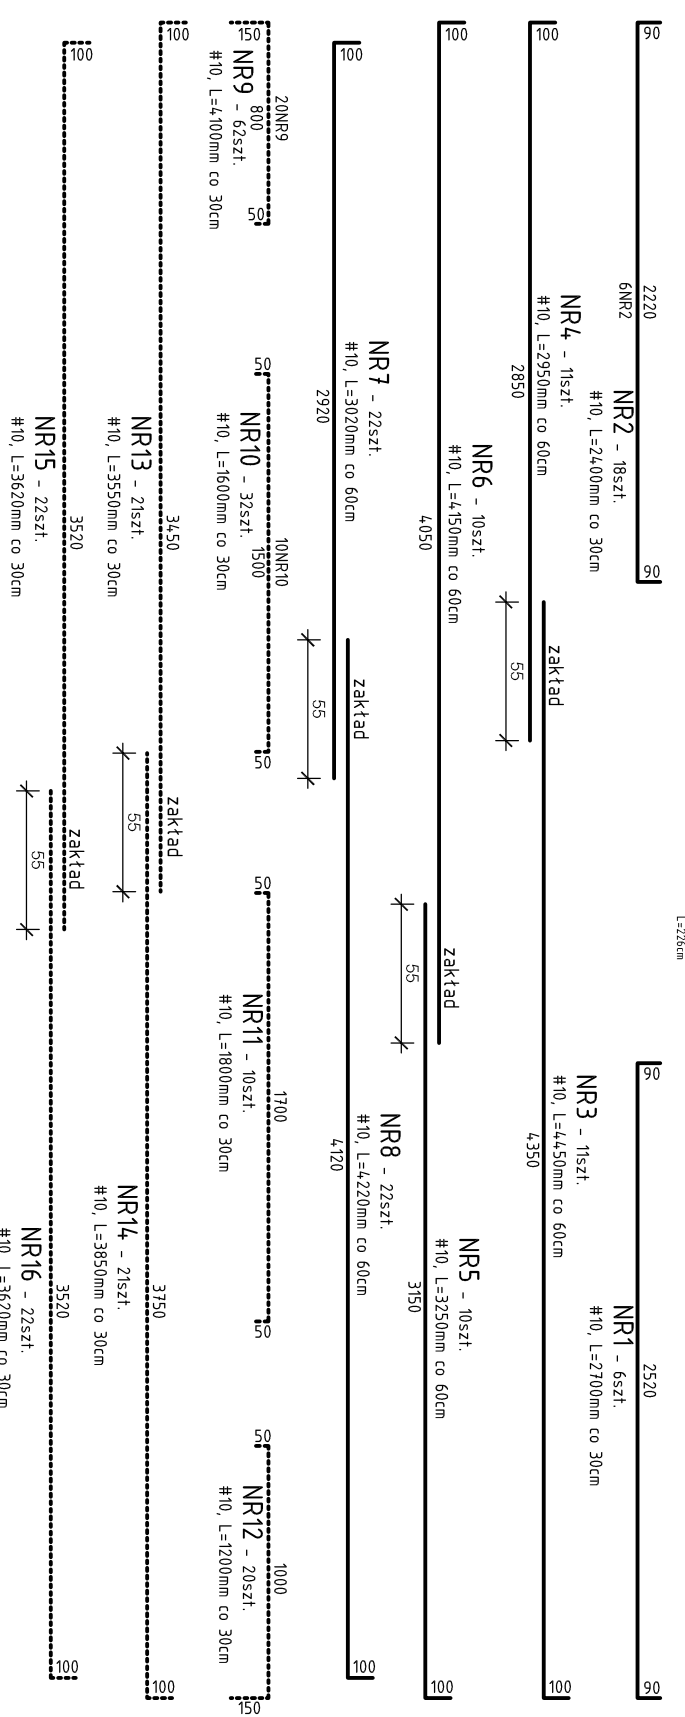 90
2220
6NR2
NR2 - 18szt.
#10, L=2400mm co 30cm
90
L=226cm
90
NR1 - 6szt.
#10, L=2700mm co 30cm
2520
90
100
NR4 - 11szt.
#10, L=2950mm co 60cm
2850
zakład
55
NR3 - 11szt.
#10, L=4450mm co 60cm
4350
100
100
NR6 - 10szt.
#10, L=4150mm co 60cm
4050
zakład
55
NR5 - 10szt.
#10, L=3250mm co 60cm
3150
100
100
NR7 - 22szt.
#10, L=3020mm co 60cm
2920
zakład
55
NR8 - 22szt.
#10, L=4220mm co 60cm
4120
100
150
20NR9
800
NR9 - 62szt.
#10, L=4100mm co 30cm
50
50
NR10 - 32szt.
#10, L=1600mm co 30cm
10NR10
1500
50
50
NR11 - 10szt.
#10, L=1800mm co 30cm
1700
50
50
NR12 - 20szt.
#10, L=1200mm co 30cm
1000
150
100
NR13 - 21szt.
#10, L=3550mm co 30cm
3450
zakład
55
NR14 - 21szt.
#10, L=3850mm co 30cm
3750
100
100
NR15 - 22szt.
#10, L=3620mm co 30cm
3520
zakład
55
NR16 - 22szt.
#10, L=3620mm co 30cm
3520
100